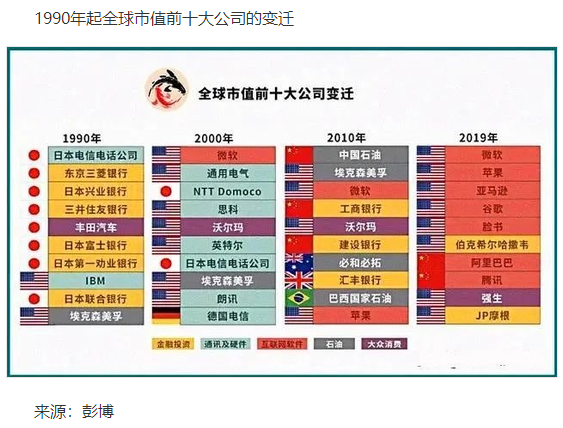 1990年起全球市值前十大公司的变迁
全球市值前十大公司变迁
1990年 2000年 2010年 2019年
日本电信电话公司 微软 中国石油 微软
东京三菱银行 通用电气 埃克森美孚 苹果
日本兴业银行 NTT Domoco 微软 亚马逊
三井住友银行 思科 工商银行 谷歌
丰田汽车 沃尔玛 沃尔玛 脸书
日本富士银行 英特尔 建设银行 伯克希尔哈撒韦
日本第一劝业银行 日本电信电话公司 必和必拓 阿里巴巴
IBM 埃克森美孚 汇丰银行 腾讯
日本联合银行 朗讯 巴西国家石油 强生
埃克森美孚 德国电信 苹果 JP摩根
金融投资 通讯及硬件 互联网软件 石油 大众消费
来源：彭博